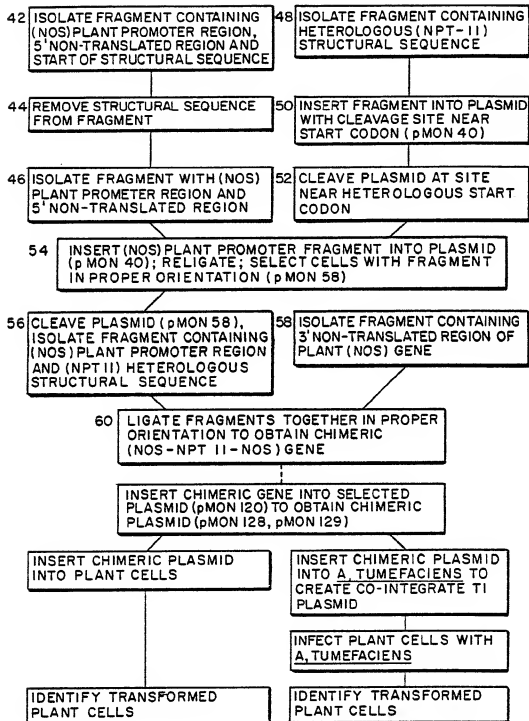 42 ISOLATE FRAGMENT CONTAINING
(NOS) PLANT PROMOTER REGION,
5' NON-TRANSLATED REGION AND
START OF STRUCTURAL SEQUENCE
48 ISOLATE FRAGMENT CONTAINING
HETEROLOGOUS (NPT-11)
STRUCTURAL SEQUENCE
44 REMOVE STRUCTURAL SEQUENCE
FROM FRAGMENT
50 INSERT FRAGMENT INTO PLASMID
WITH CLEAVAGE SITE NEAR
START CODON (pMON 40)
46 ISOLATE FRAGMENT WITH (NOS)
PLANT PROMETER REGION AND
5' NON-TRANSLATED REGION
52 CLEAVE PLASMID AT SITE
NEAR HETEROLOGOUS START
CODON
54 INSERT (NOS) PLANT PROMOTER FRAGMENT INTO PLASMID
(pMON 40); RELIGATE; SELECT CELLS WITH FRAGMENT
IN PROPER ORIENTATION (pMON 58)
56 CLEAVE PLASMID (pMON 58),
ISOLATE FRAGMENT CONTAINING
(NOS) PLANT PROMOTER REGION
AND (NPT 11) HETEROLOGOUS
STRUCTURAL SEQUENCE
58 ISOLATE FRAGMENT CONTAINING
3' NON-TRANSLATED REGION OF
PLANT (NOS) GENE
60 LIGATE FRAGMENTS TOGETHER IN PROPER
ORIENTATION TO OBTAIN CHIMERIC
(NOS-NPT 11-NOS) GENE
INSERT CHIMERIC GENE INTO SELECTED
PLASMID (pMON 120) TO OBTAIN CHIMERIC
PLASMID (pMON 128, pMON 129)
INSERT CHIMERIC PLASMID
INTO PLANT CELLS
INSERT CHIMERIC PLASMID
INTO A, TUMEFACIENS TO
CREATE CO-INTEGRATE T1
PLASMID
INFECT PLANT CELLS WITH
A, TUMEFACIENS
IDENTIFY TRANSFORMED
PLANT CELLS
IDENTIFY TRANSFORMED
PLANT CELLS